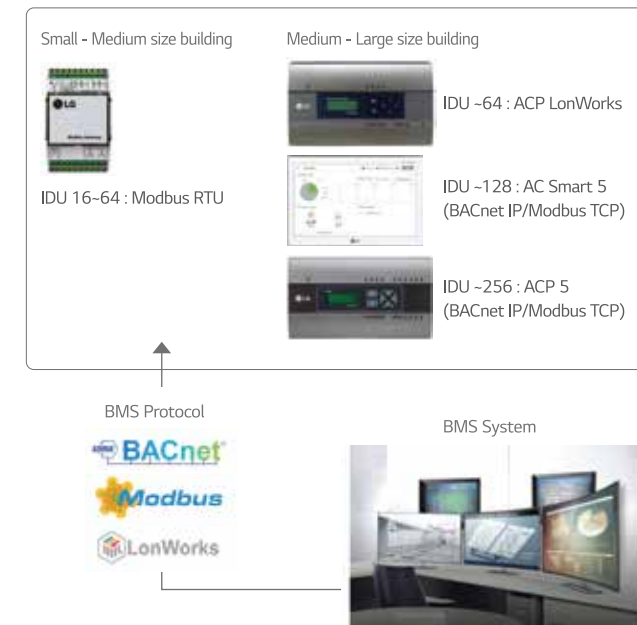 Small - Medium size building
Medium - Large size building
LG
IDU 16~64 : Modbus RTU
IDU ~64 : ACP LonWorks
IDU ~128 : AC Smart 5
(BACnet IP/Modbus TCP)
IDU ~256 : ACP 5
(BACnet IP/Modbus TCP)
BMS Protocol
BACnet
Modbus
LonWorks
BMS System